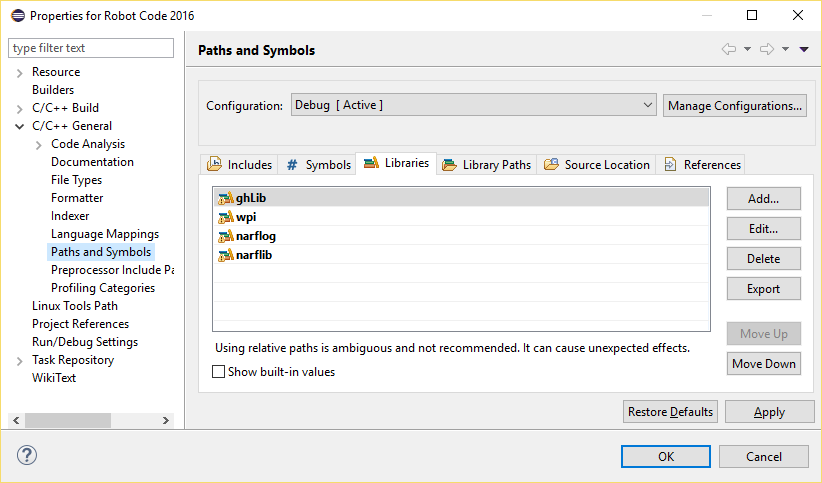 Properties for Robot Code 2016
type filter text
Resource
Builders
C/C++ Build
C/C++ General
Code Analysis
Documentation
File Types
Formatter
Indexer
Language Mappings
Paths and Symbols
Preprocessor Include Pa
Profiling Categories
Linux Tools Path
Project References
Run/Debug Settings
Task Repository
WikiText
Paths and Symbols
Configuration: Debug [ Active ] Manage Configurations...
Includes # Symbols Libraries Library Paths Source Location References
ghLib
wpi
narflog
narflib
Add...
Edit...
Delete
Export
Move Up
Move Down
Using relative paths is ambiguous and not recommended. It can cause unexpected effects.
Show built-in values
Restore Defaults Apply
? OK Cancel